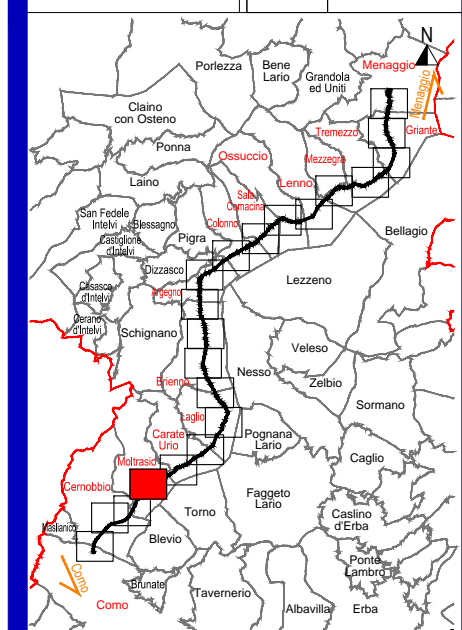 N
Porlezza
Bene
Lario
Grandola
ed Uniti
Menaggio
Menaggio
Claino
con Osteno
Tremezzo
Griante
Ponna
Ossuccio
Mezzegra
Laino
Lenno
Sala
Comacina
San Fedele
Intelvi
Blessagno
Colonno
Bellagio
Castiglione
d'Intelvi
Pigra
Dizzasco
Lezzeno
Casasco
d'Intelvi
Argegno
Cerano
d'Intelvi
Schignano
Veleso
Nesso
Zelbio
Brienno
Sormano
Laglio
Carate
Urio
Pognana
Lario
Caglio
Moltrasio
Cernobbio
Faggeto
Lario
Torno
Caslino
d'Erba
Maslianico
Blevio
Ponte
Lambro
Como
Brunate
Tavernerio
Como
Albavilla
Erba